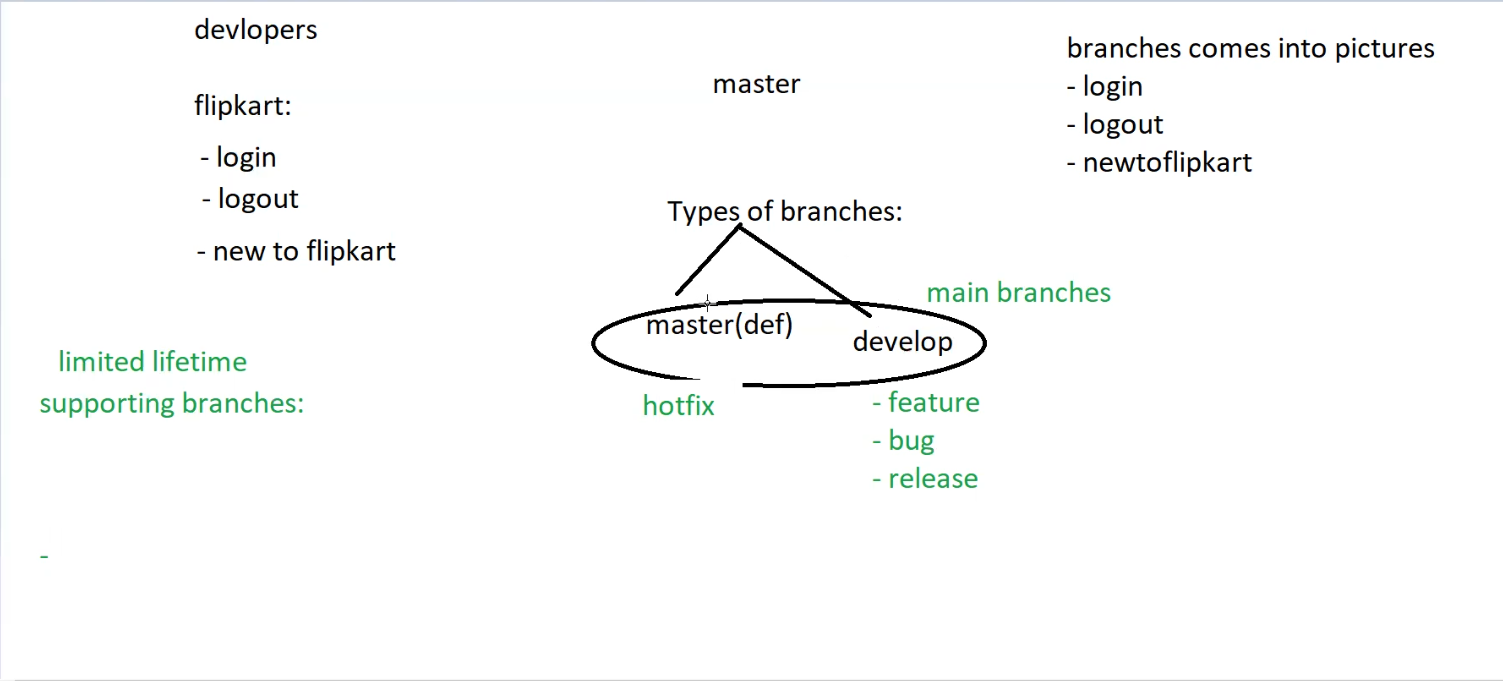 devlopers
flipkart:
- login
- logout
- new to flipkart
master
branches comes into pictures
- login
- logout
- newtoflipkart
Types of branches:
main branches
master(def)
develop
limited lifetime
supporting branches:
hotfix
- feature
- bug
- release
-